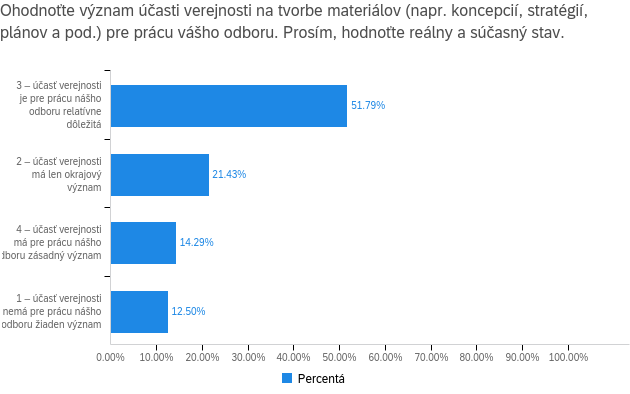 Ohodnoťte význam účasti verejnosti na tvorbe materiálov (napr. koncepcií, stratégií,
plánov a pod.) pre prácu vášho odboru. Prosím, hodnoťte reálny a súčasný stav.
3 – účasť verejnosti
je pre prácu nášho
odboru relatívne
dôležitá
51.79%
2 – účasť verejnosti
má len okrajový
význam
21.43%
4 – účasť verejnosti
má pre prácu nášho
dboru zásadný význam
14.29%
1 – účasť verejnosti
nemá pre prácu nášho
odboru žiaden význam
12.50%
0.00% 10.00% 20.00% 30.00% 40.00% 50.00% 60.00% 70.00% 80.00% 90.00% 100.00%
Percentá